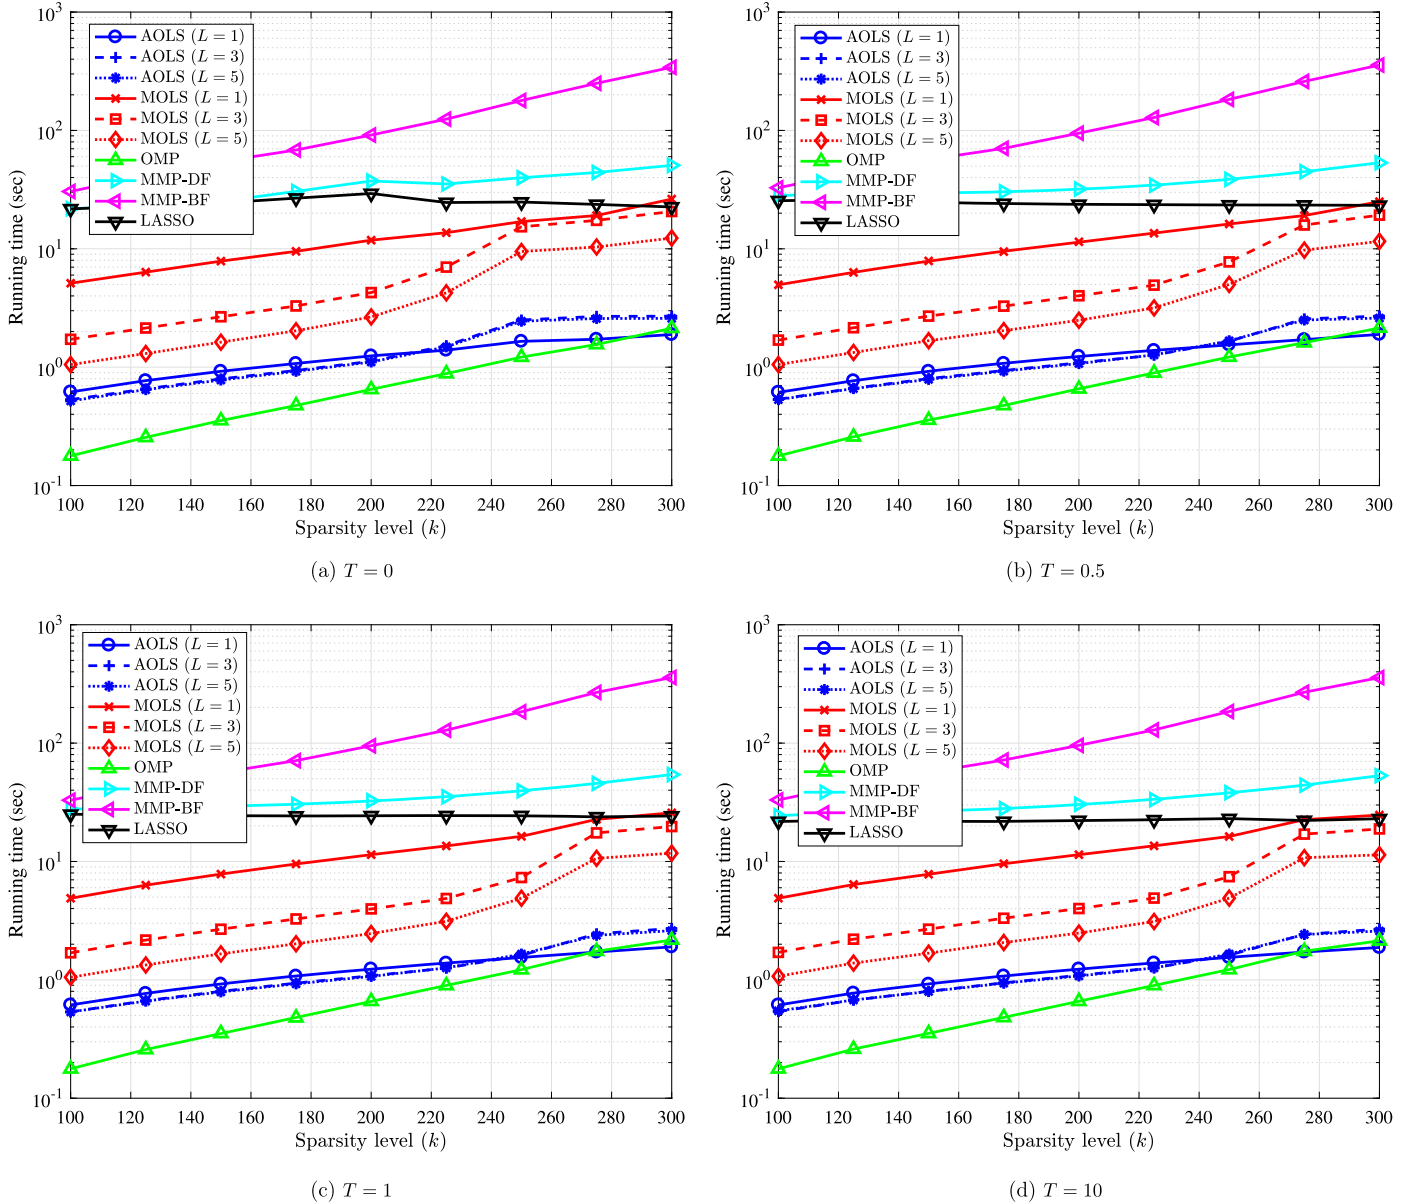 10^3
10^2
10^1
10^0
10^-1
Running time (sec)
AOLS (L = 1)
AOLS (L = 3)
AOLS (L = 5)
MOLS (L = 1)
MOLS (L = 3)
MOLS (L = 5)
OMP
MMP-DF
MMP-BF
LASSO
100 120 140 160 180 200 220 240 260 280 300
Sparsity level (k)
(a) T = 0
10^3
10^2
10^1
10^0
10^-1
Running time (sec)
AOLS (L = 1)
AOLS (L = 3)
AOLS (L = 5)
MOLS (L = 1)
MOLS (L = 3)
MOLS (L = 5)
OMP
MMP-DF
MMP-BF
LASSO
100 120 140 160 180 200 220 240 260 280 300
Sparsity level (k)
(b) T = 0.5
10^3
10^2
10^1
10^0
10^-1
Running time (sec)
AOLS (L = 1)
AOLS (L = 3)
AOLS (L = 5)
MOLS (L = 1)
MOLS (L = 3)
MOLS (L = 5)
OMP
MMP-DF
MMP-BF
LASSO
100 120 140 160 180 200 220 240 260 280 300
Sparsity level (k)
(c) T = 1
10^3
10^2
10^1
10^0
10^-1
Running time (sec)
AOLS (L = 1)
AOLS (L = 3)
AOLS (L = 5)
MOLS (L = 1)
MOLS (L = 3)
MOLS (L = 5)
OMP
MMP-DF
MMP-BF
LASSO
100 120 140 160 180 200 220 240 260 280 300
Sparsity level (k)
(d) T = 10